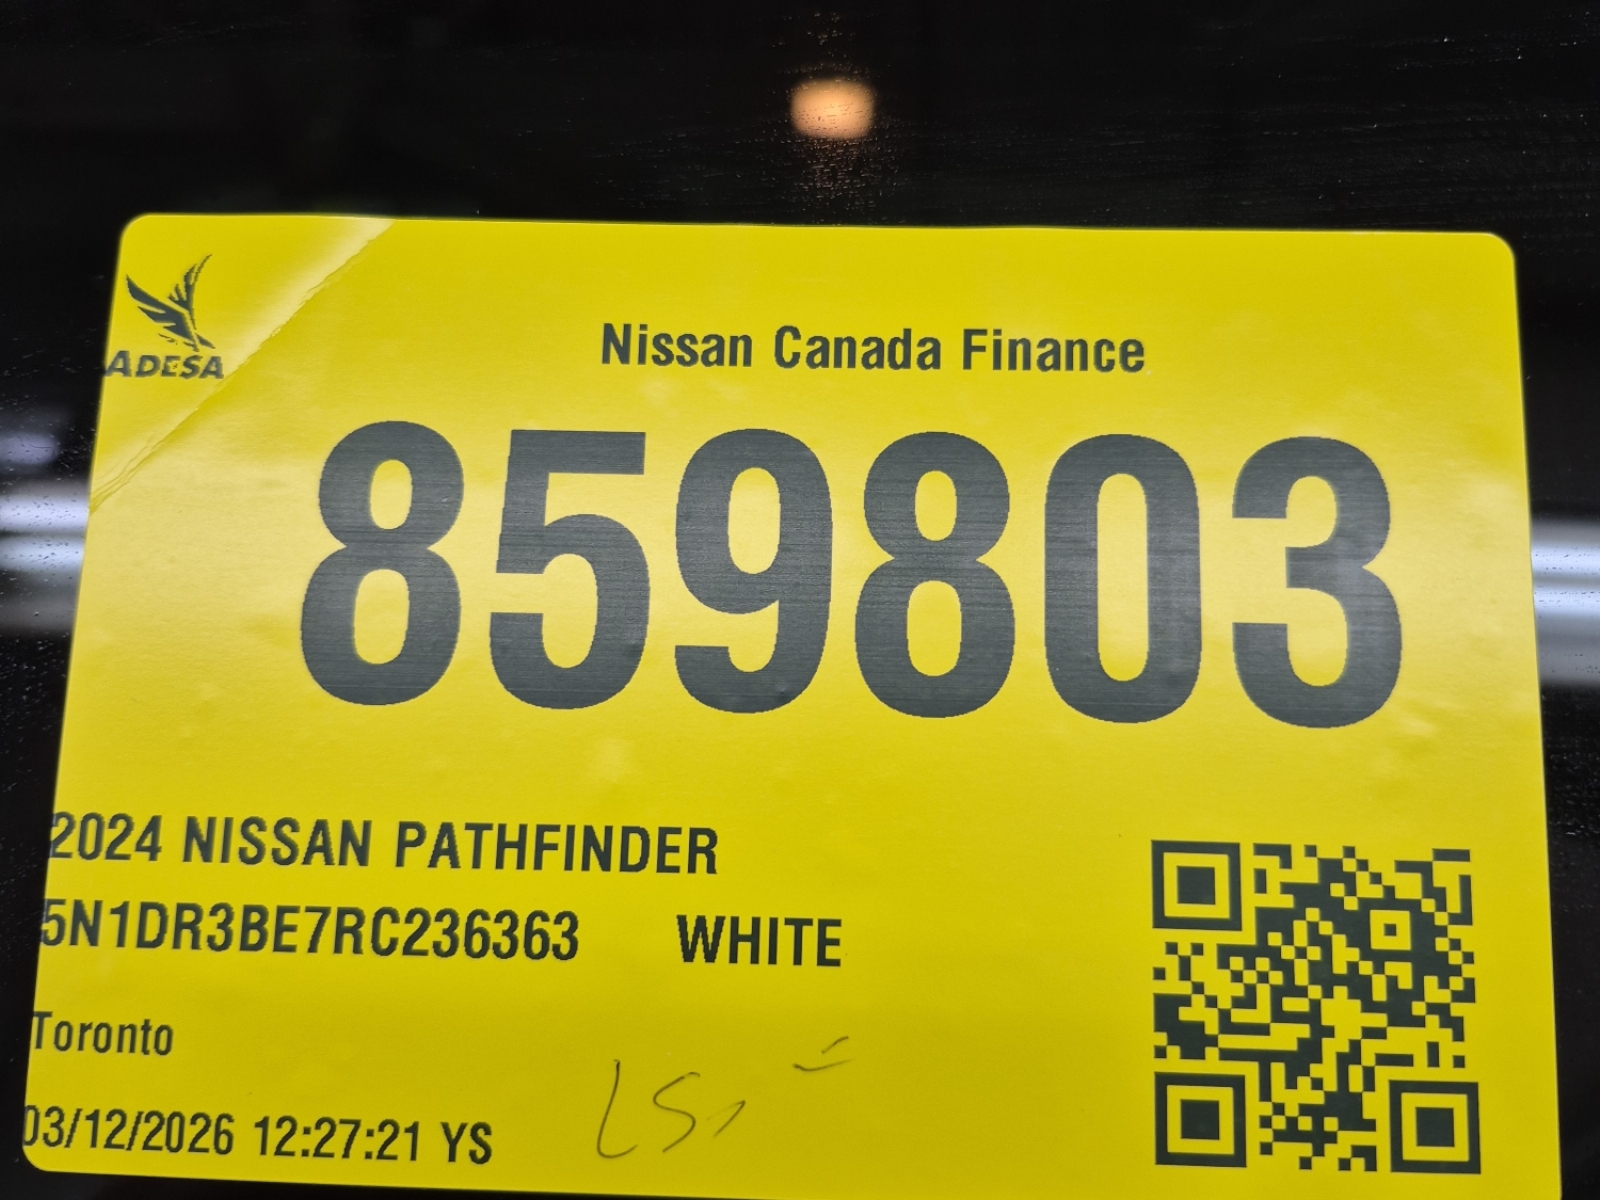 ADESA
Nissan Canada Finance
859803
2024 NISSAN PATHFINDER
5N1DR3BE7RC236363 WHITE
Toronto
03/12/2026 12:27:21 YS